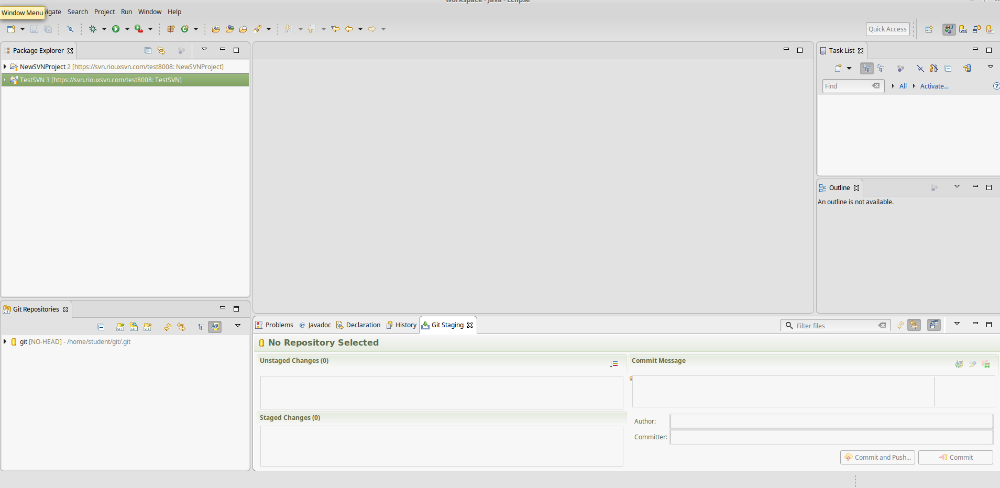 workspace - Java - Eclipse
Window Menu
Search Project Run Window Help
Quick Access
Package Explorer
NewSVNProject 2 [https://svn.riouxsvn.com/test8008: NewSVNProject]
TestSVN 3 [https://svn.riouxsvn.com/test8008: TestSVN]
Task List
Find
All
Activate...
Outline
An outline is not available.
Git Repositories
git [NO-HEAD] - /home/student/git/.git
Problems @ Javadoc Declaration History Git Staging
Filter files
No Repository Selected
Unstaged Changes (0)
Staged Changes (0)
Commit Message
Author:
Committer:
Commit and Push... Commit